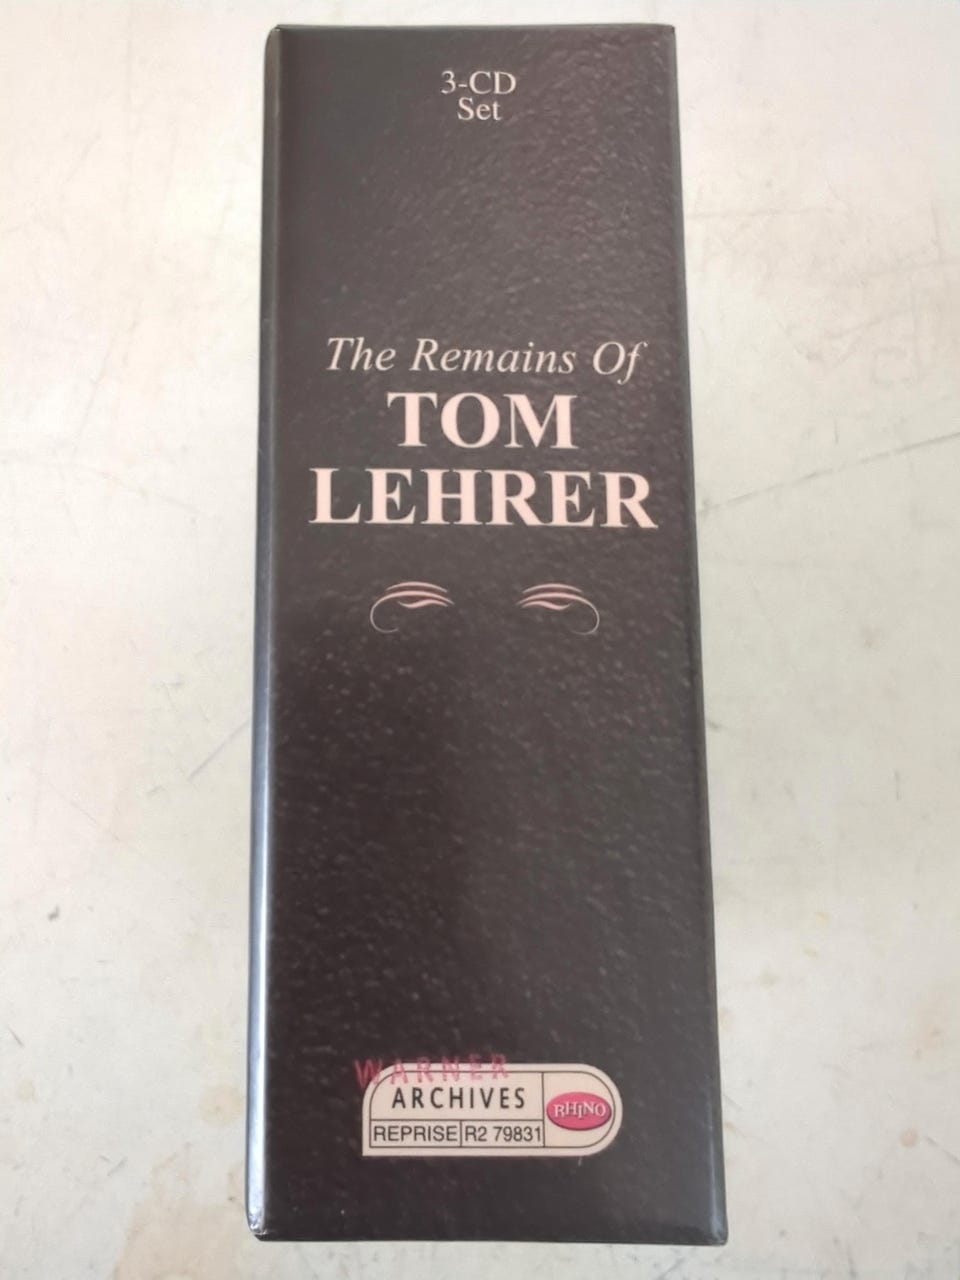 3-CD
Set
The Remains Of
TOM
LEHRER
WARNER
ARCHIVES
RHINO
REPRISE R2 79831